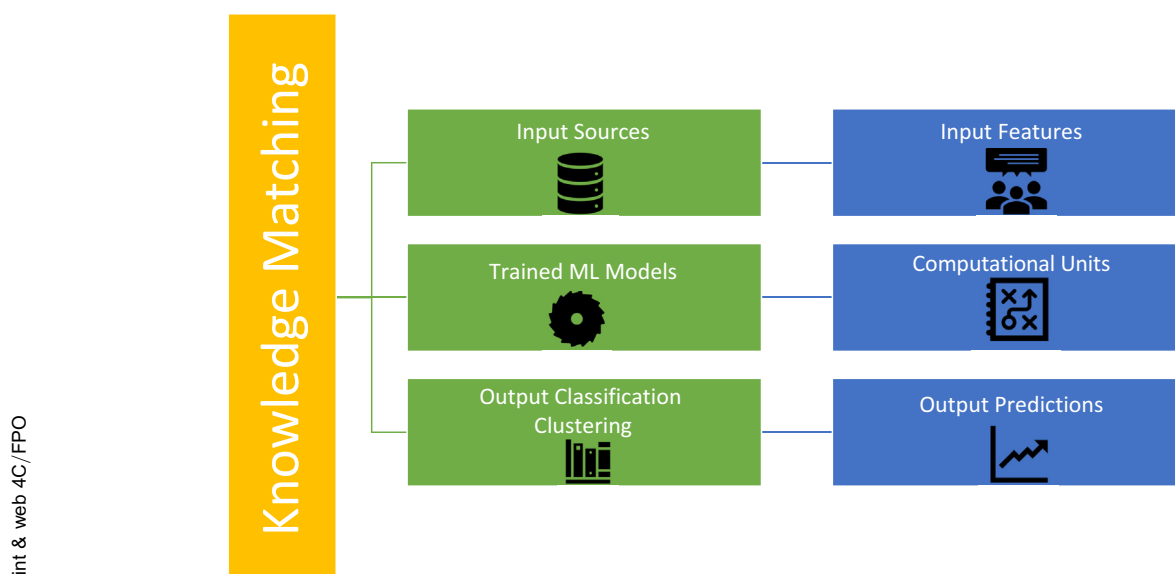 Knowledge Matching
Input Sources
Input Features
Trained ML Models
Computational Units
Output Classification
Clustering
Output Predictions
int & web 4C/FPO